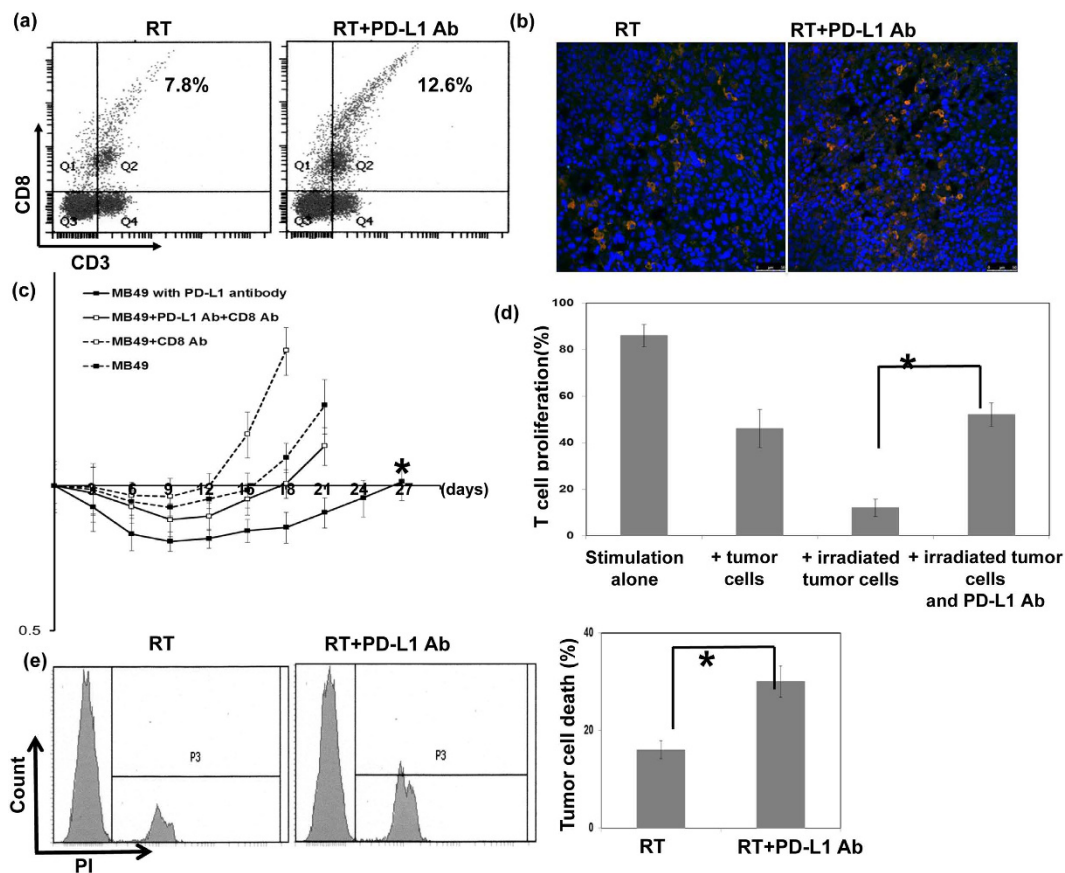 (a)
RT
RT+PD-L1 Ab
7.8%
12.6%
Q1
Q2
Q3
Q4
Q1
Q2
Q3
Q4
CD8
CD3
(b)
RT
RT+PD-L1 Ab
(c)
MB49 with PD-L1 antibody
MB49+PD-L1 Ab+CD8 Ab
MB49+CD8 Ab
MB49
*
6 9 12 15 18 21 24 27 (days)
0.5
(d)
100
80
60
40
20
0
T cell proliferation(%)
*
Stimulation
alone
+ tumor
cells
+ irradiated
tumor cells
+ irradiated tumor
cells
and PD-L1 Ab
(e)
RT
RT+PD-L1 Ab
P3
P3
Count
PI
40
20
0
Tumor cell death (%)
*
RT
RT+PD-L1 Ab